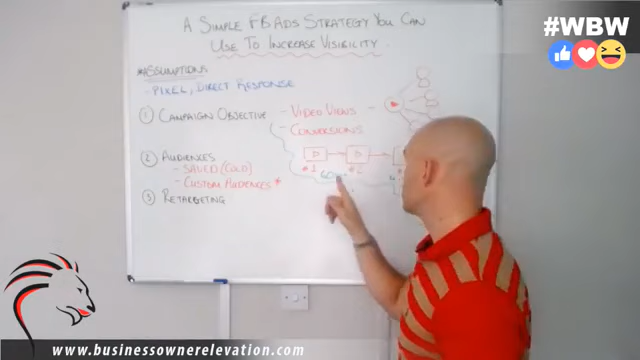 #WBW
A SIMPLE FB ADS STRATEGY YOU CAN
USE TO INCREASE VISIBILITY.
#ASSUMPTIONS
- PIXEL, DIRECT RESPONSE
1 CAMPAIGN OBJECTIVE - VIDEO VIEWS -
- CONVERSIONS
#1
2 AUDIENCES
- SAVED (COLD)
- CUSTOM AUDIENCES *
3 RETARGETING
www.businessownerelevation.com